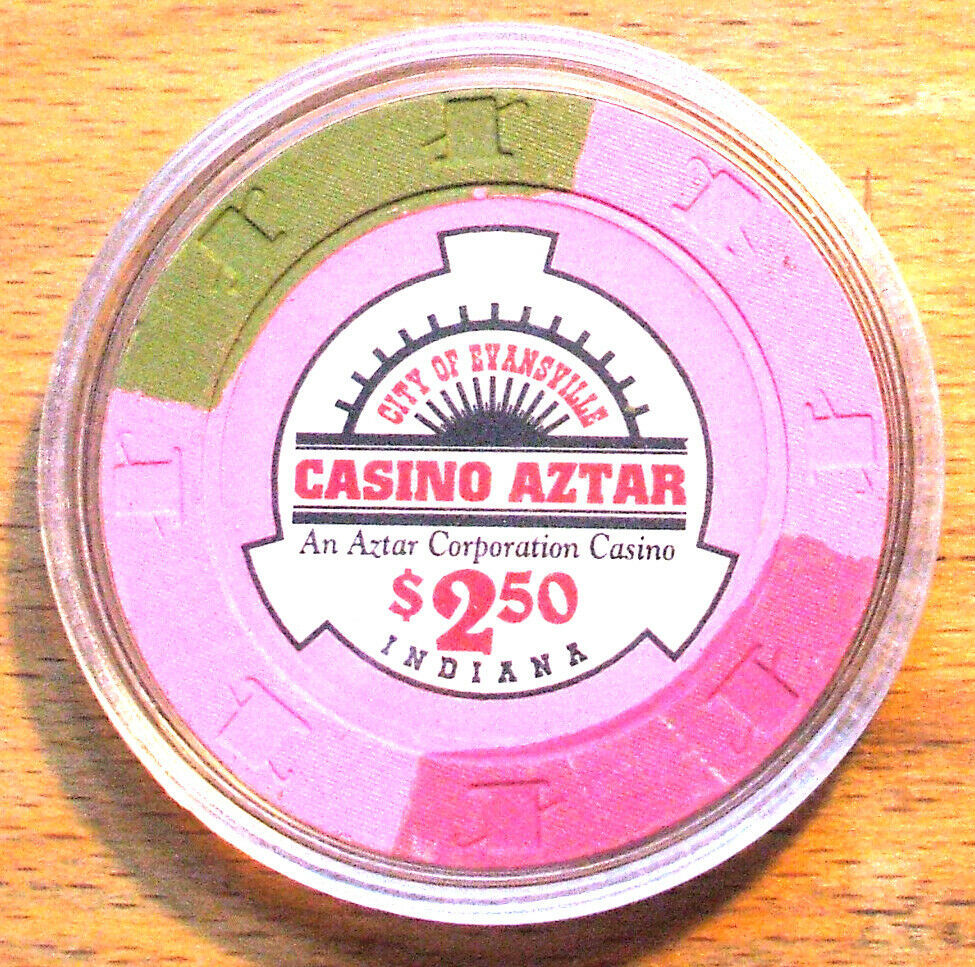 CITY OF EVANSVILLE
CASINO AZTAR
An Aztar Corporation Casino
$2.50
INDIANA